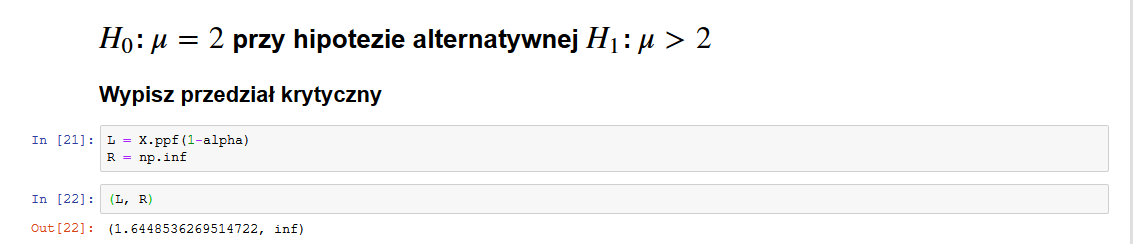 H₀: μ = 2 przy hipotezie alternatywnej H₁: μ > 2
Wypisz przedział krytyczny
In [21]: L = X.ppf(1-alpha)
R = np.inf
In [22]: (L, R)
Out[22]: (1.6448536269514722, inf)